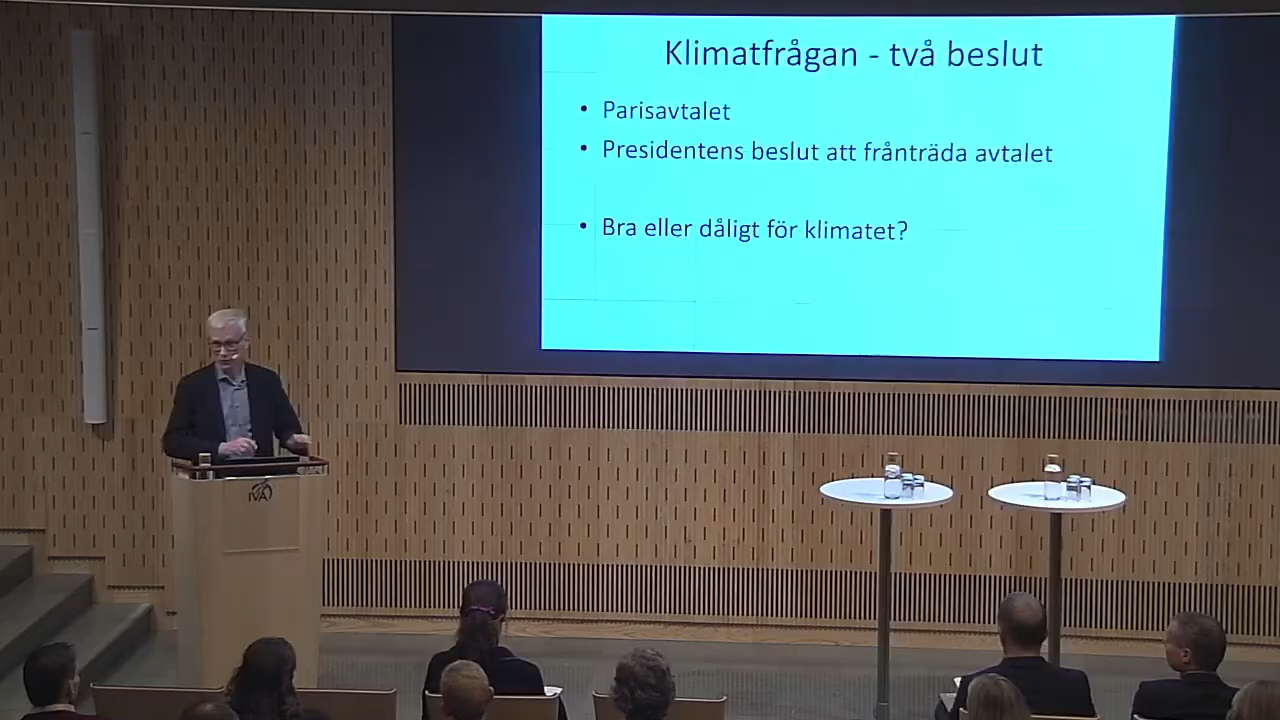 Klimatfrågan - två beslut
• Parisavtalet
• Presidentens beslut att frånträda avtalet
• Bra eller dåligt för klimatet?
IVA